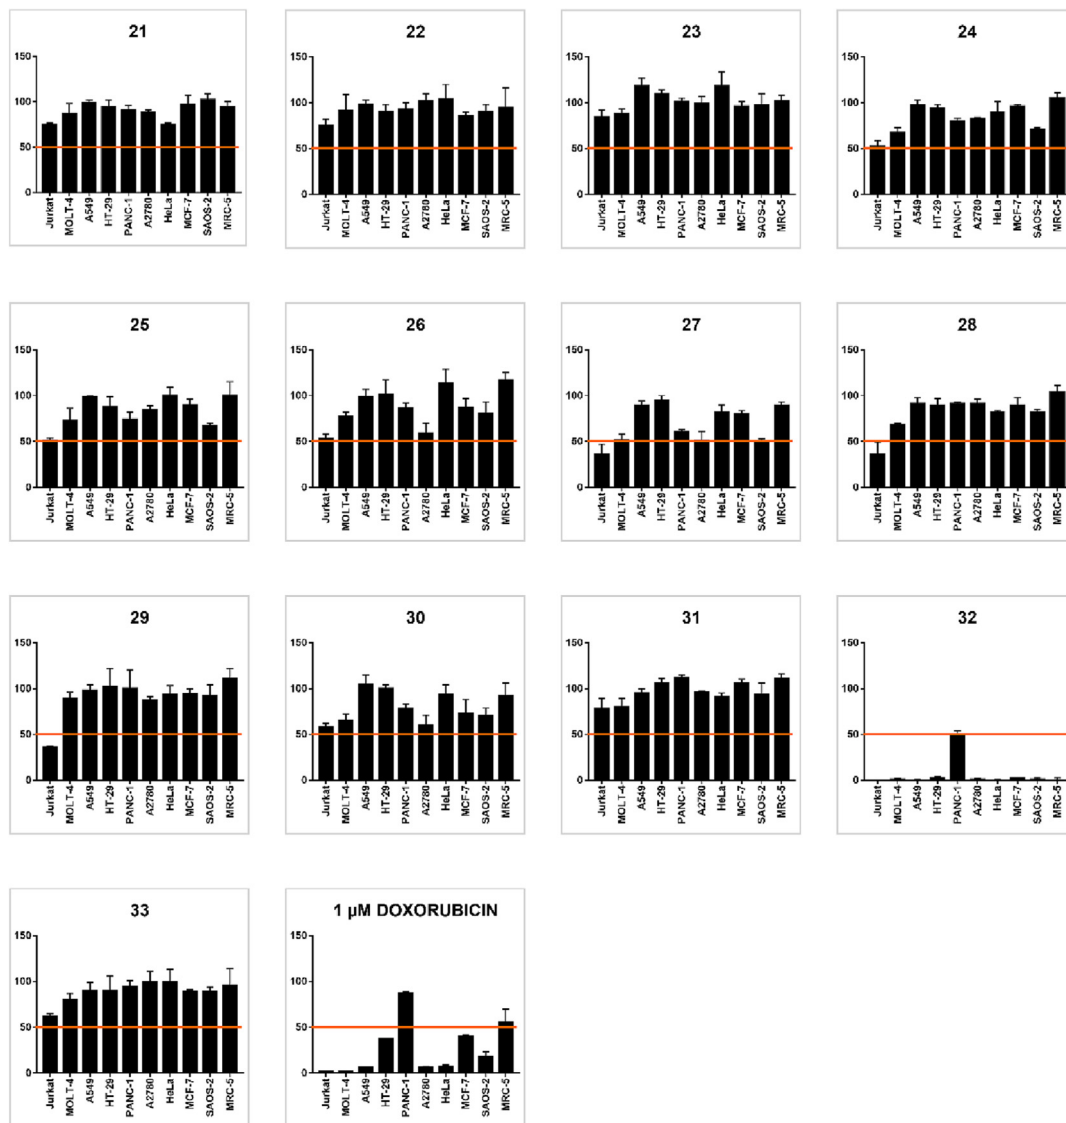 21
150
100
50
0
Jurkat
MOLT-4
A549
HT-29
PANC-1
A2780
HeLa
MCF-7
SAOS-2
MRC-5
22
150
100
50
0
Jurkat
MOLT-4
A549
HT-29
PANC-1
A2780
HeLa
MCF-7
SAOS-2
MRC-5
23
150
100
50
0
Jurkat
MOLT-4
A549
HT-29
PANC-1
A2780
HeLa
MCF-7
SAOS-2
MRC-5
24
150
100
50
0
Jurkat
MOLT-4
A549
HT-29
PANC-1
A2780
HeLa
MCF-7
SAOS-2
MRC-5
25
150
100
50
0
Jurkat
MOLT-4
A549
HT-29
PANC-1
A2780
HeLa
MCF-7
SAOS-2
MRC-5
26
150
100
50
0
Jurkat
MOLT-4
A549
HT-29
PANC-1
A2780
HeLa
MCF-7
SAOS-2
MRC-5
27
150
100
50
0
Jurkat
MOLT-4
A549
HT-29
PANC-1
A2780
HeLa
MCF-7
SAOS-2
MRC-5
28
150
100
50
0
Jurkat
MOLT-4
A549
HT-29
PANC-1
A2780
HeLa
MCF-7
SAOS-2
MRC-5
29
150
100
50
0
Jurkat
MOLT-4
A549
HT-29
PANC-1
A2780
HeLa
MCF-7
SAOS-2
MRC-5
30
150
100
50
0
Jurkat
MOLT-4
A549
HT-29
PANC-1
A2780
HeLa
MCF-7
SAOS-2
MRC-5
31
150
100
50
0
Jurkat
MOLT-4
A549
HT-29
PANC-1
A2780
HeLa
MCF-7
SAOS-2
MRC-5
32
150
100
50
0
Jurkat
MOLT-4
A549
HT-29
PANC-1
A2780
HeLa
MCF-7
SAOS-2
MRC-5
33
150
100
50
0
Jurkat
MOLT-4
A549
HT-29
PANC-1
A2780
HeLa
MCF-7
SAOS-2
MRC-5
1 µM DOXORUBICIN
150
100
50
0
Jurkat
MOLT-4
A549
HT-29
PANC-1
A2780
HeLa
MCF-7
SAOS-2
MRC-5